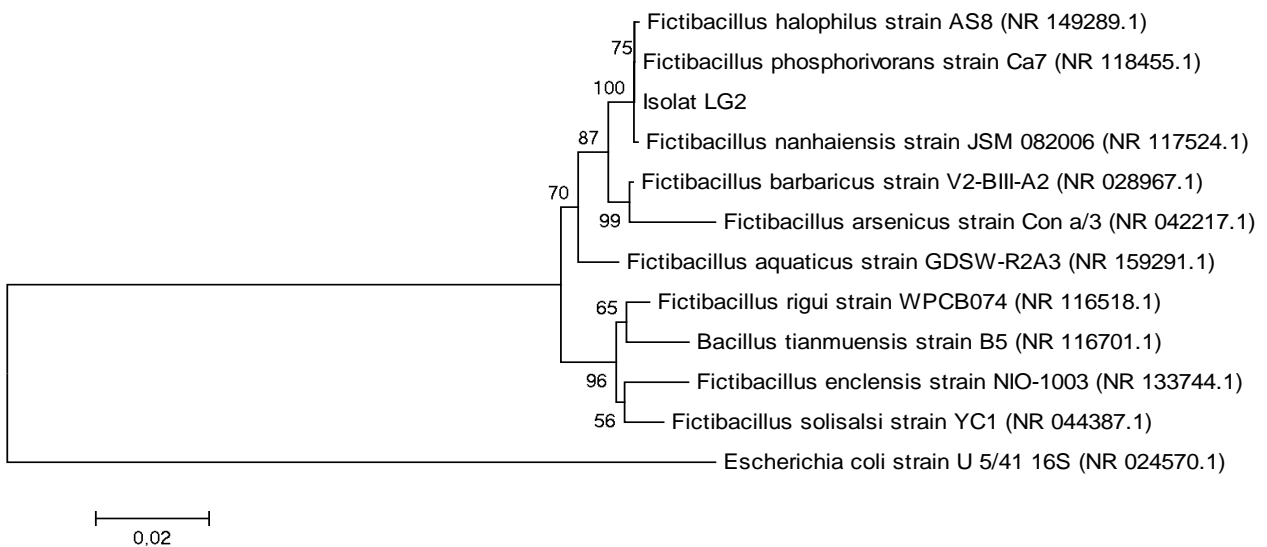 Fictibacillus halophilus strain AS8 (NR 149289.1)
75
Fictibacillus phosphorivorans strain Ca7 (NR 118455.1)
100
Isolat LG2
87
Fictibacillus nanhaiensis strain JSM 082006 (NR 117524.1)
Fictibacillus barbaricus strain V2-BIII-A2 (NR 028967.1)
70
99
Fictibacillus arsenicus strain Con a/3 (NR 042217.1)
Fictibacillus aquaticus strain GDSW-R2A3 (NR 159291.1)
65
Fictibacillus rigui strain WPCB074 (NR 116518.1)
Bacillus tianmuensis strain B5 (NR 116701.1)
96
Fictibacillus enclensis strain NIO-1003 (NR 133744.1)
56
Fictibacillus solisalsi strain YC1 (NR 044387.1)
Escherichia coli strain U 5/41 16S (NR 024570.1)
0,02